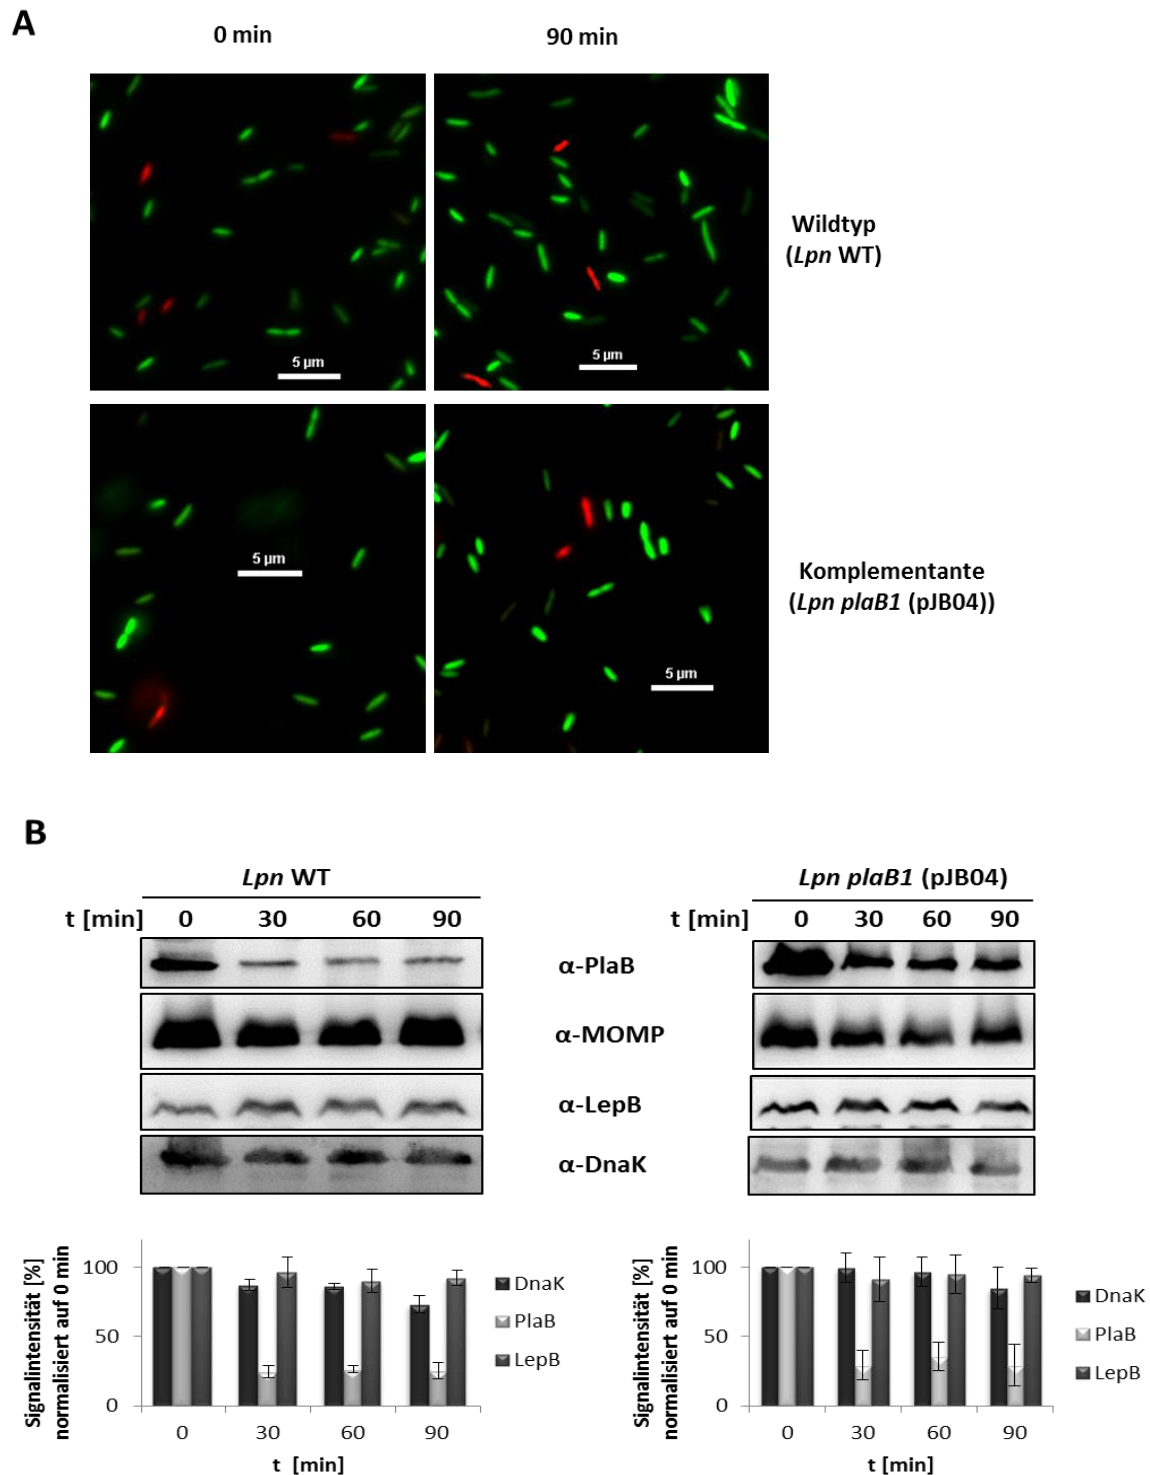 A
0 min
90 min
5 µm
5 µm
Wildtyp
(Lpn WT)
5 µm
5 µm
Komplementante
(Lpn plaB1 (pJB04))
B
Lpn WT
t [min] 0 30 60 90
Lpn plaB1 (pJB04)
t [min] 0 30 60 90
α-PlaB
α-MOMP
α-LepB
α-DnaK
Signalintensität [%]
normalisiert auf 0 min
100
50
0
0 30 60 90
t [min]
DnaK
PlaB
LepB
Signalintensität [%]
normalisiert auf 0 min
100
50
0
0 30 60 90
t [min]
DnaK
PlaB
LepB